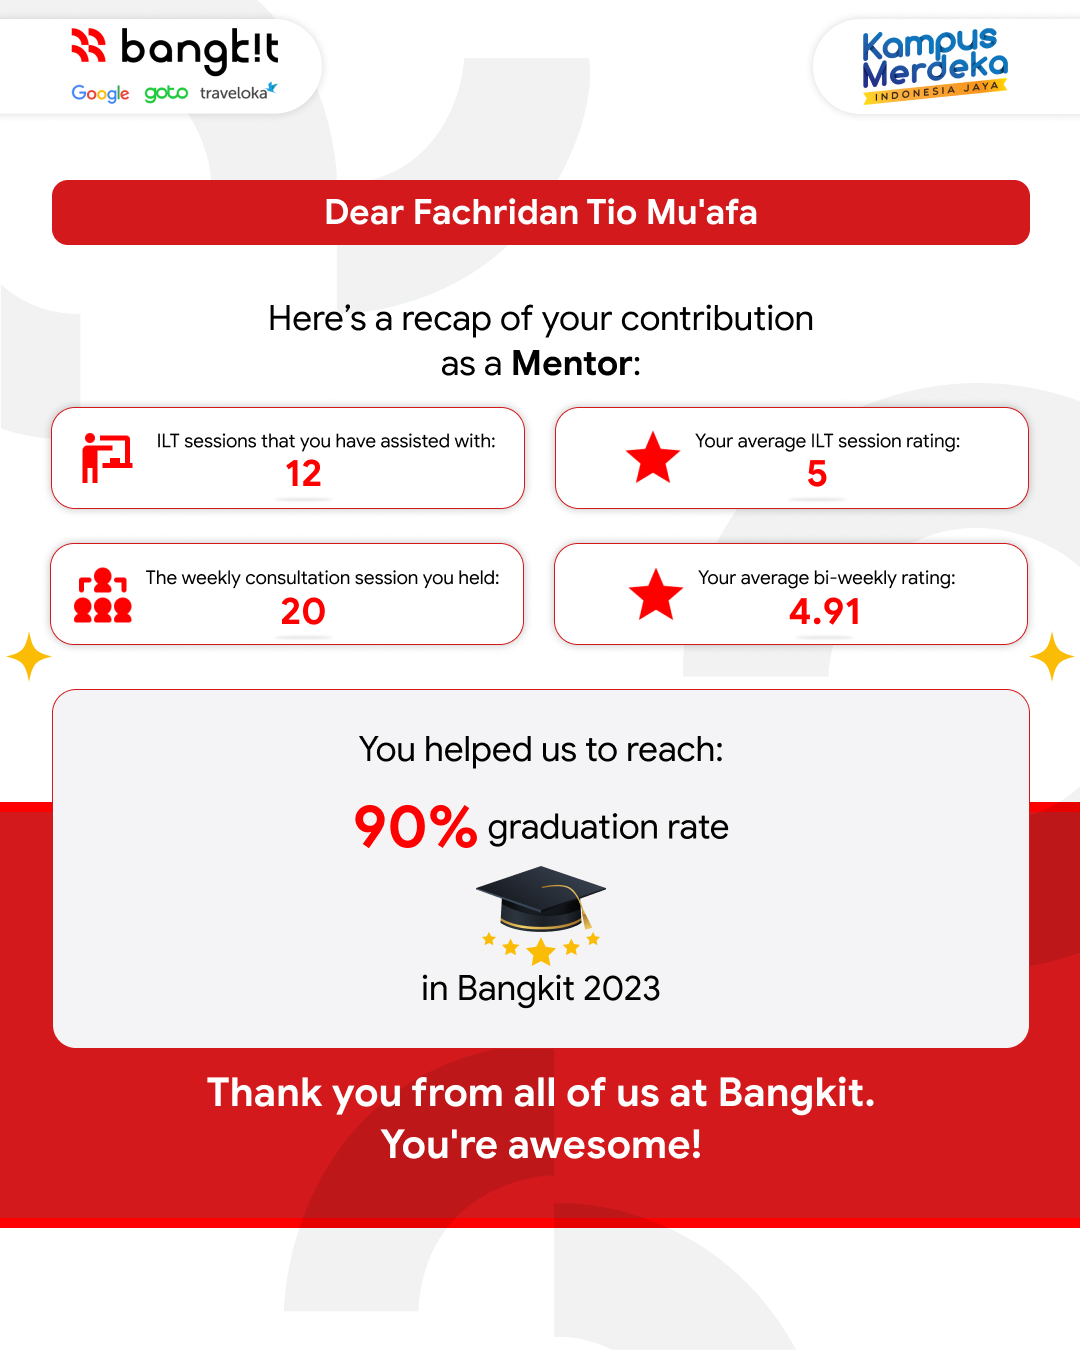 bangk!t
Google goto traveloka
Kampus
Merdeka
INDONESIA JAYA
Dear Fachridan Tio Mu'afa
Here’s a recap of your contribution
as a Mentor:
ILT sessions that you have assisted with:
12
Your average ILT session rating:
5
The weekly consultation session you held:
20
Your average bi-weekly rating:
4.91
You helped us to reach:
90% graduation rate
in Bangkit 2023
Thank you from all of us at Bangkit.
You're awesome!